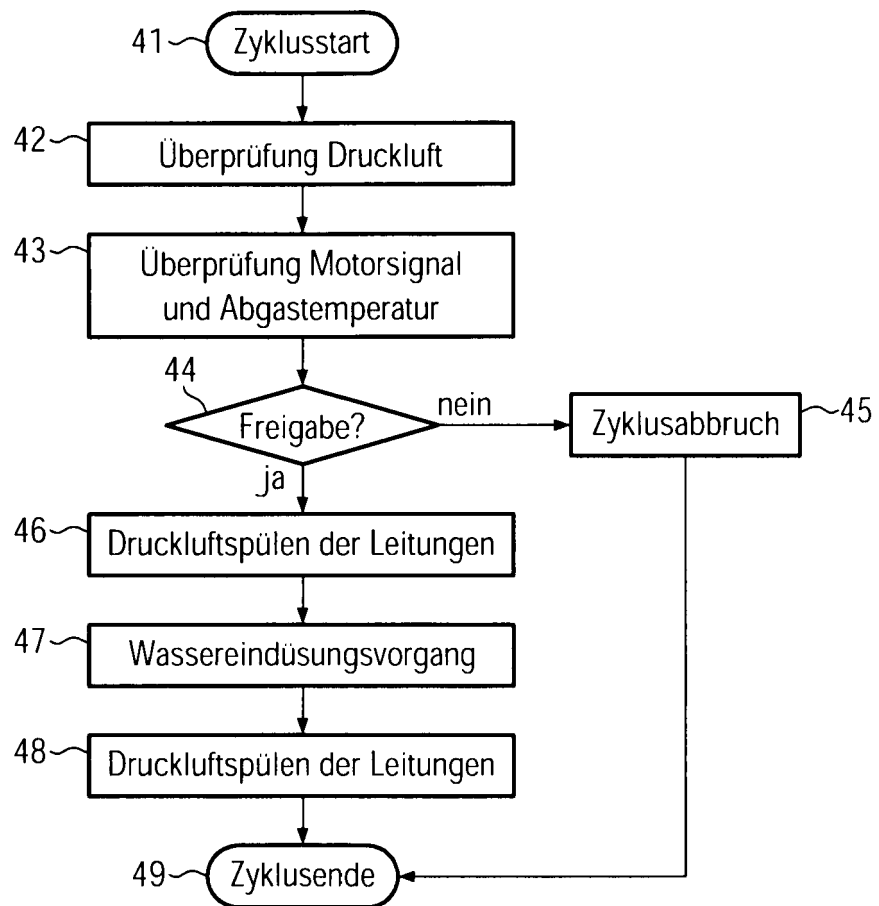 41 Zyklusstart
42 Überprüfung Druckluft
43 Überprüfung Motorsignal
und Abgastemperatur
44 Freigabe?
nein
Zyklusabbruch 45
ja
46 Druckluftspülen der Leitungen
47 Wassereindüsungsvorgang
48 Druckluftspülen der Leitungen
49 Zyklusende